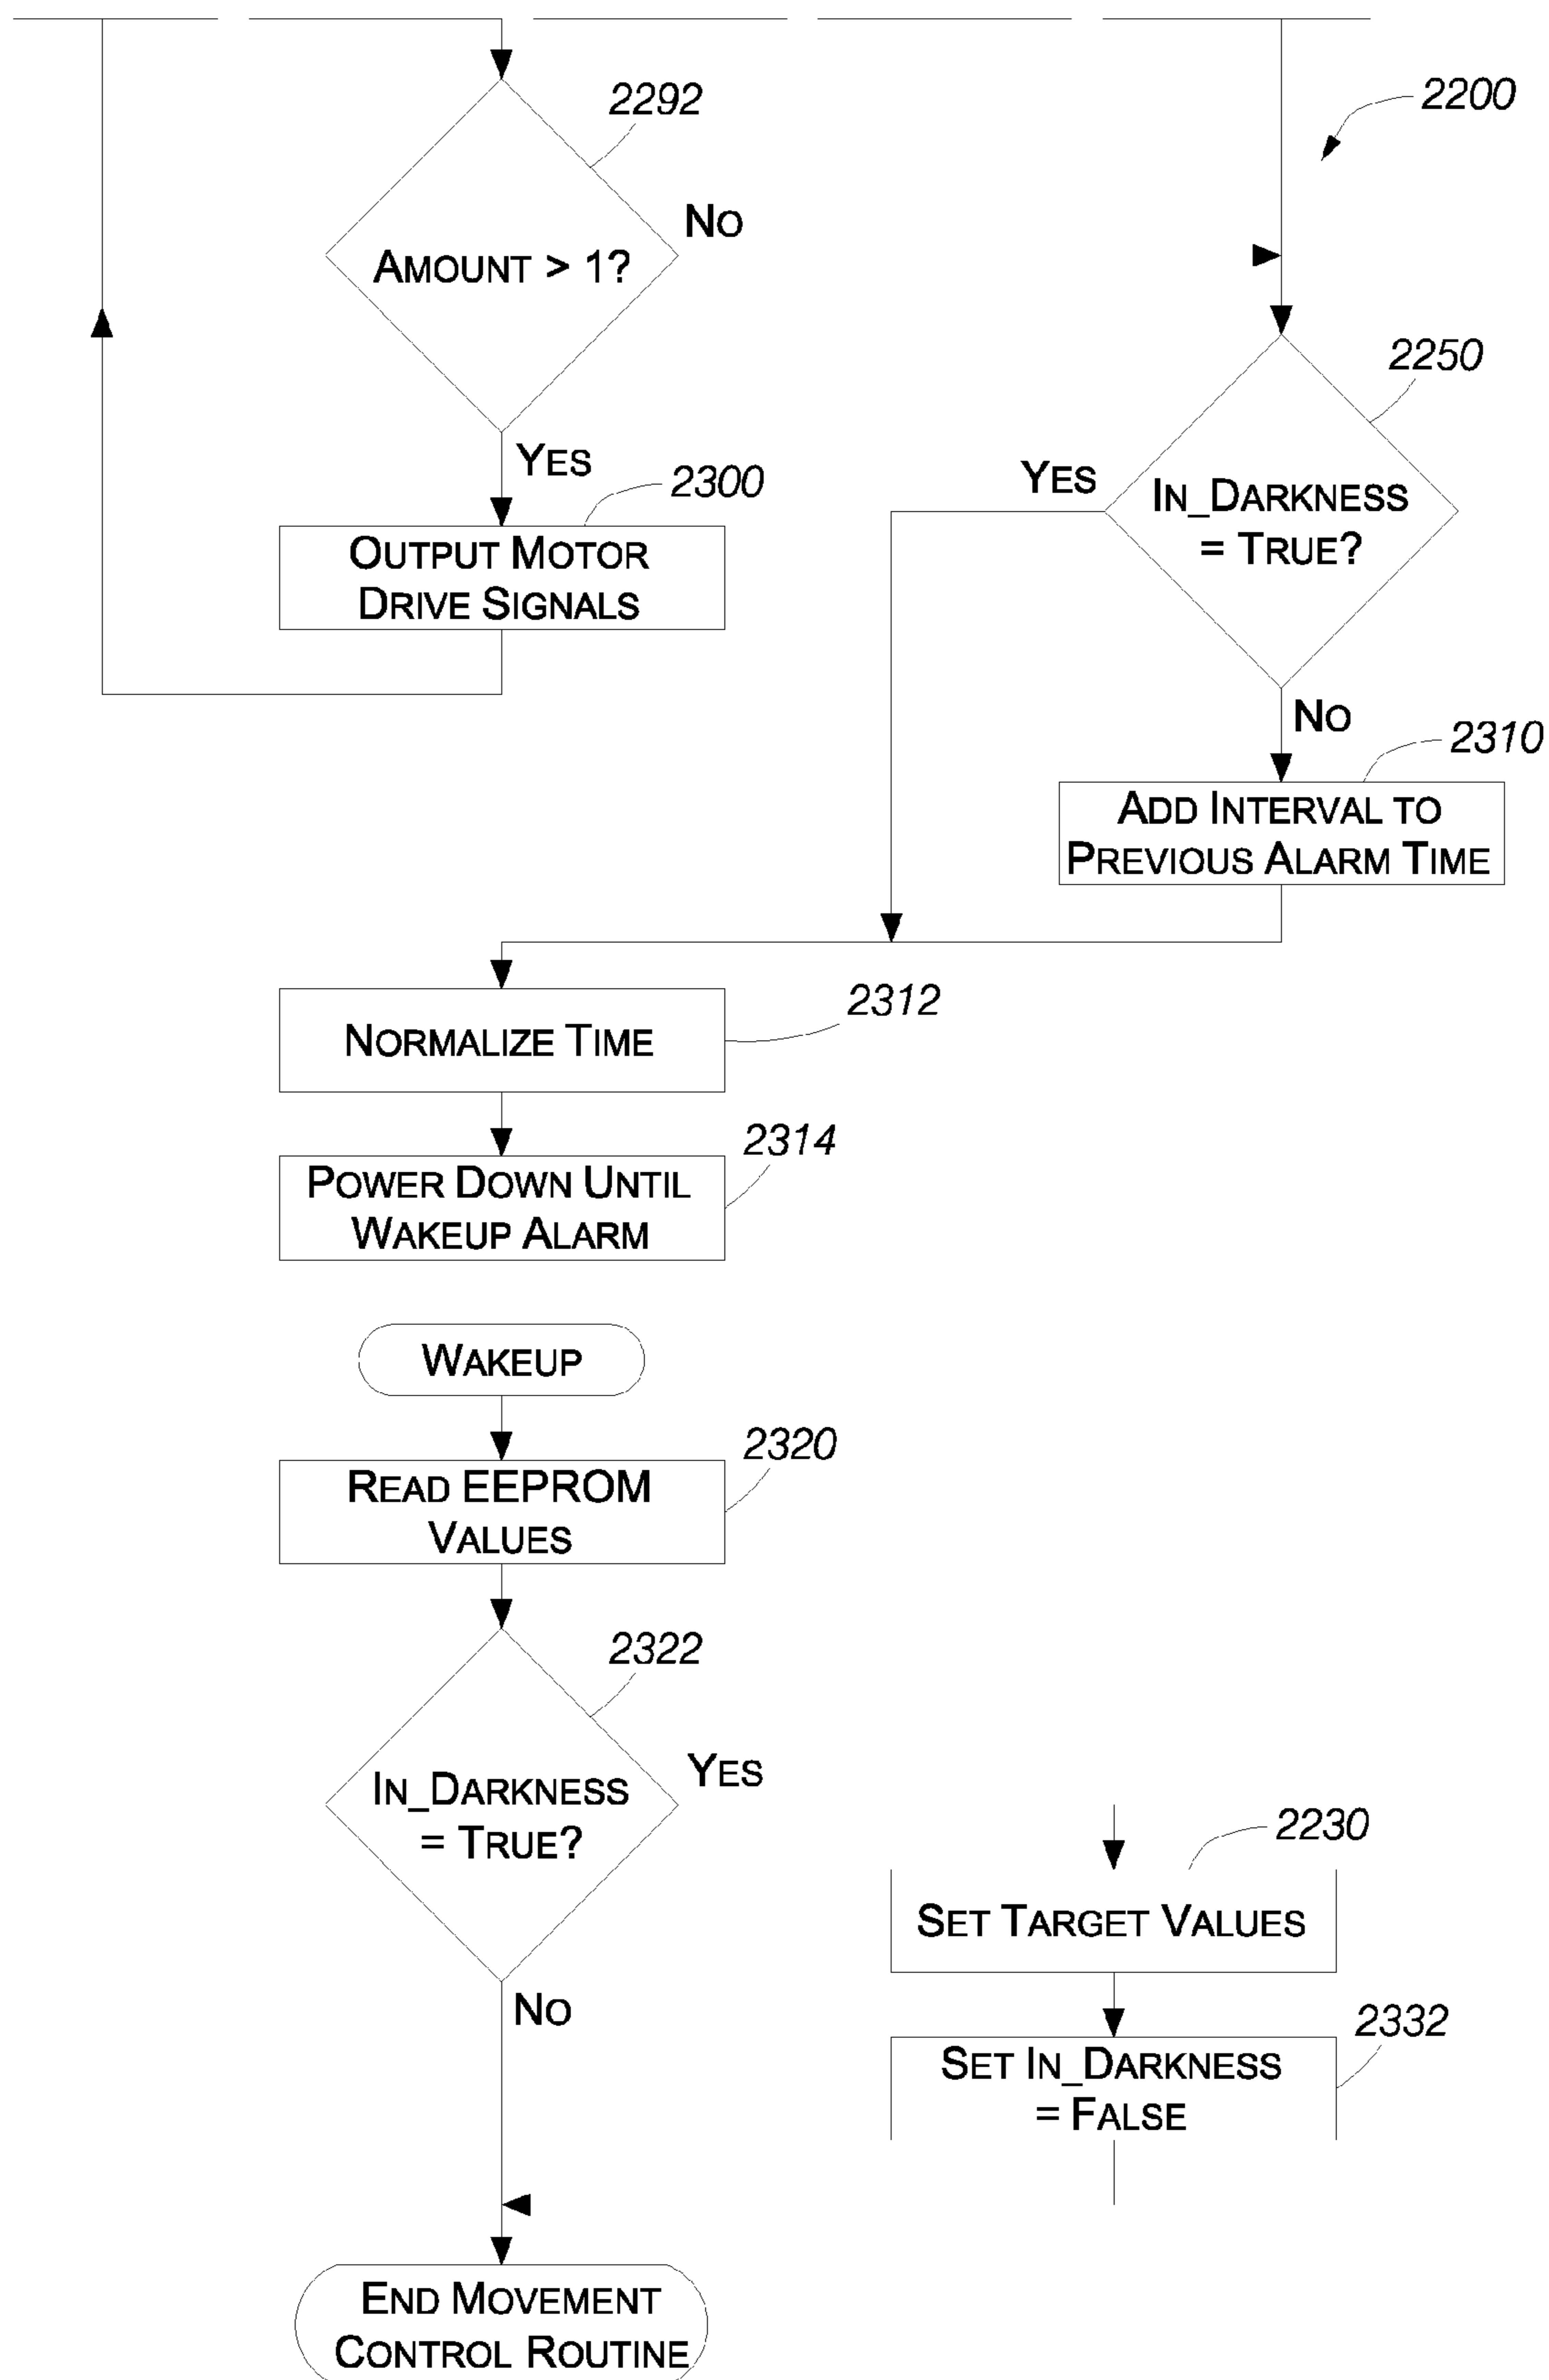 2292
2200
NO
AMOUNT > 1?
2250
YES
2300
YES
IN_DARKNESS
= TRUE?
OUTPUT MOTOR
DRIVE SIGNALS
NO
2310
ADD INTERVAL TO
PREVIOUS ALARM TIME
2312
NORMALIZE TIME
2314
POWER DOWN UNTIL
WAKEUP ALARM
WAKEUP
2320
READ EEPROM
VALUES
2322
YES
IN_DARKNESS
= TRUE?
2230
SET TARGET VALUES
NO
2332
SET IN_DARKNESS
= FALSE
END MOVEMENT
CONTROL ROUTINE